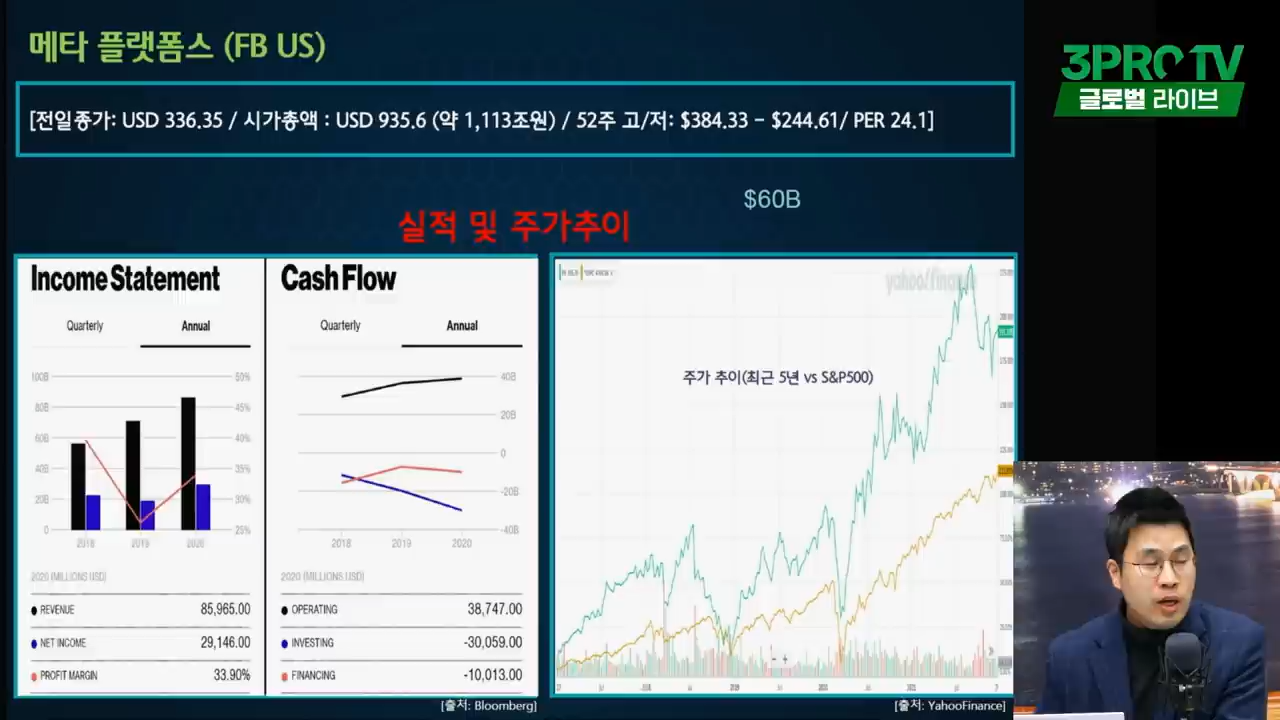 메타 플랫폼스 (FB US)
3PRO TV
글로벌 라이브
[전일종가: USD 336.35 / 시가총액 : USD 935.6 (약 1,113조원) / 52주 고/저: $384.33 - $244.61/ PER 24.1]
$60B
실적 및 주가추이
Income Statement
Quarterly Annual
100B 50%
80B 45%
60B 40%
40B 35%
20B 30%
0 25%
2018 2019 2020
2020 (MILLIONS USD)
REVENUE 85,965.00
NET INCOME 29,146.00
PROFIT MARGIN 33.90%
Cash Flow
Quarterly Annual
40B
20B
0
-20B
-40B
2018 2019 2020
2020 (MILLIONS USD)
OPERATING 38,747.00
INVESTING -30,059.00
FINANCING -10,013.00
[출저: Bloomberg]
yahoo/finance
주가 추이(최근 5년 vs S&P500)
[출저: YahooFinance]